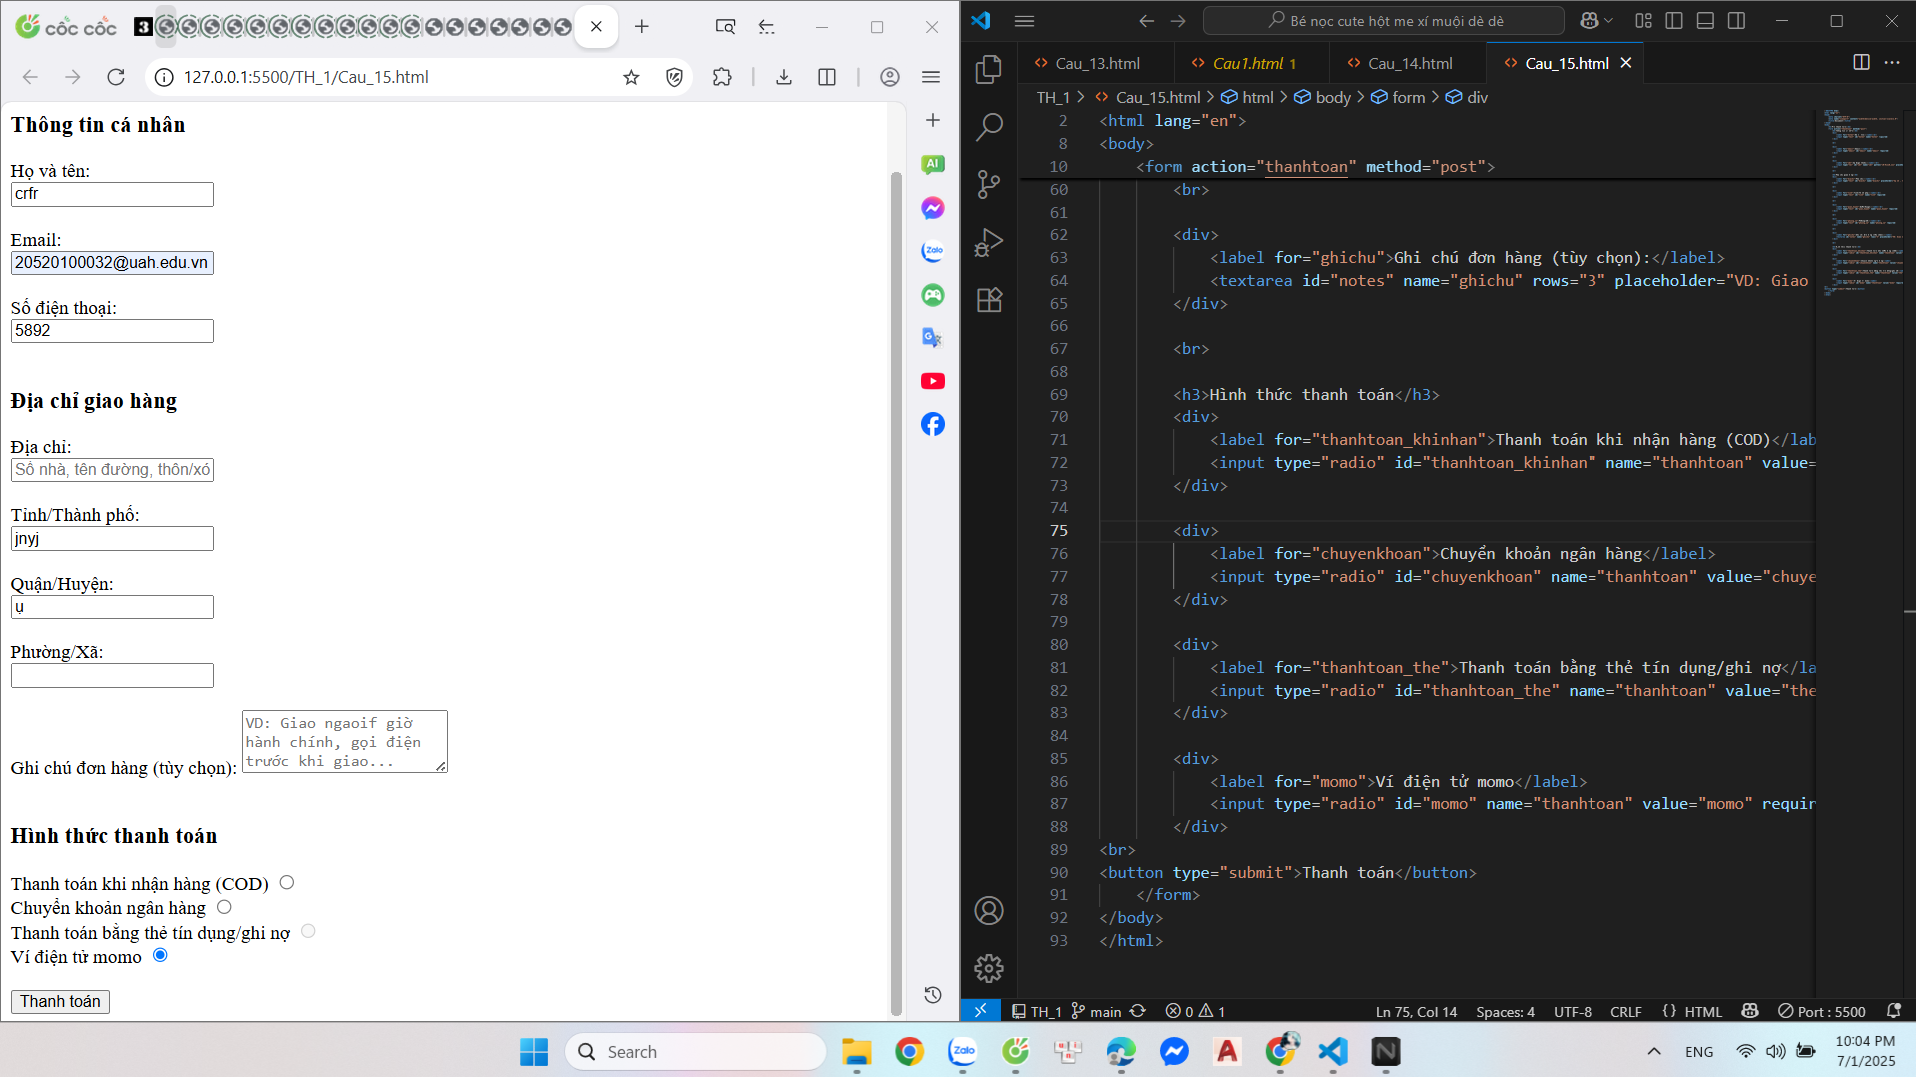 cốc cốc
3
127.0.0.1:5500/TH_1/Cau_15.html
Thông tin cá nhân
Họ và tên:
crfr
Email:
20520100032@uah.edu.vn
Số điện thoại:
5892
Địa chỉ giao hàng
Địa chỉ:
Số nhà, tên đường, thôn/xó
Tỉnh/Thành phố:
jnyj
Quận/Huyện:
ụ
Phường/Xã:
VD: Giao ngaoif giờ
hành chính, gọi điện
trước khi giao...
Ghi chú đơn hàng (tùy chọn):
Hình thức thanh toán
Thanh toán khi nhận hàng (COD)
Chuyển khoản ngân hàng
Thanh toán bằng thẻ tín dụng/ghi nợ
Ví điện tử momo
Thanh toán
AI
Zalo
Bé nọc cute hột me xí muội dè dè
Cau_13.html
Cau1.html 1
Cau_14.html
Cau_15.html
TH_1 > Cau_15.html > html > body > form > div
2 <html lang="en">
8 <body>
10 <form action="thanhtoan" method="post">
60 <br>
61
62 <div>
63 <label for="ghichu">Ghi chú đơn hàng (tùy chọn):</label>
64 <textarea id="notes" name="ghichu" rows="3" placeholder="VD: Giao
65 </div>
66
67 <br>
68
69 <h3>Hình thức thanh toán</h3>
70 <div>
71 <label for="thanhtoan_khinhan">Thanh toán khi nhận hàng (COD)</lab
72 <input type="radio" id="thanhtoan_khinhan" name="thanhtoan" value=
73 </div>
74
75 <div>
76 <label for="chuyenkhoan">Chuyển khoản ngân hàng</label>
77 <input type="radio" id="chuyenkhoan" name="thanhtoan" value="chuye
78 </div>
79
80 <div>
81 <label for="thanhtoan_the">Thanh toán bằng thẻ tín dụng/ghi nợ</la
82 <input type="radio" id="thanhtoan_the" name="thanhtoan" value="the
83 </div>
84
85 <div>
86 <label for="momo">Ví điện tử momo</label>
87 <input type="radio" id="momo" name="thanhtoan" value="momo" requir
88 </div>
89 <br>
90 <button type="submit">Thanh toán</button>
91 </form>
92 </body>
93 </html>
TH_1 main 0 1 Ln 75, Col 14 Spaces: 4 UTF-8 CRLF {} HTML Port : 5500
Search
Zalo
ENG
10:04 PM
7/1/2025